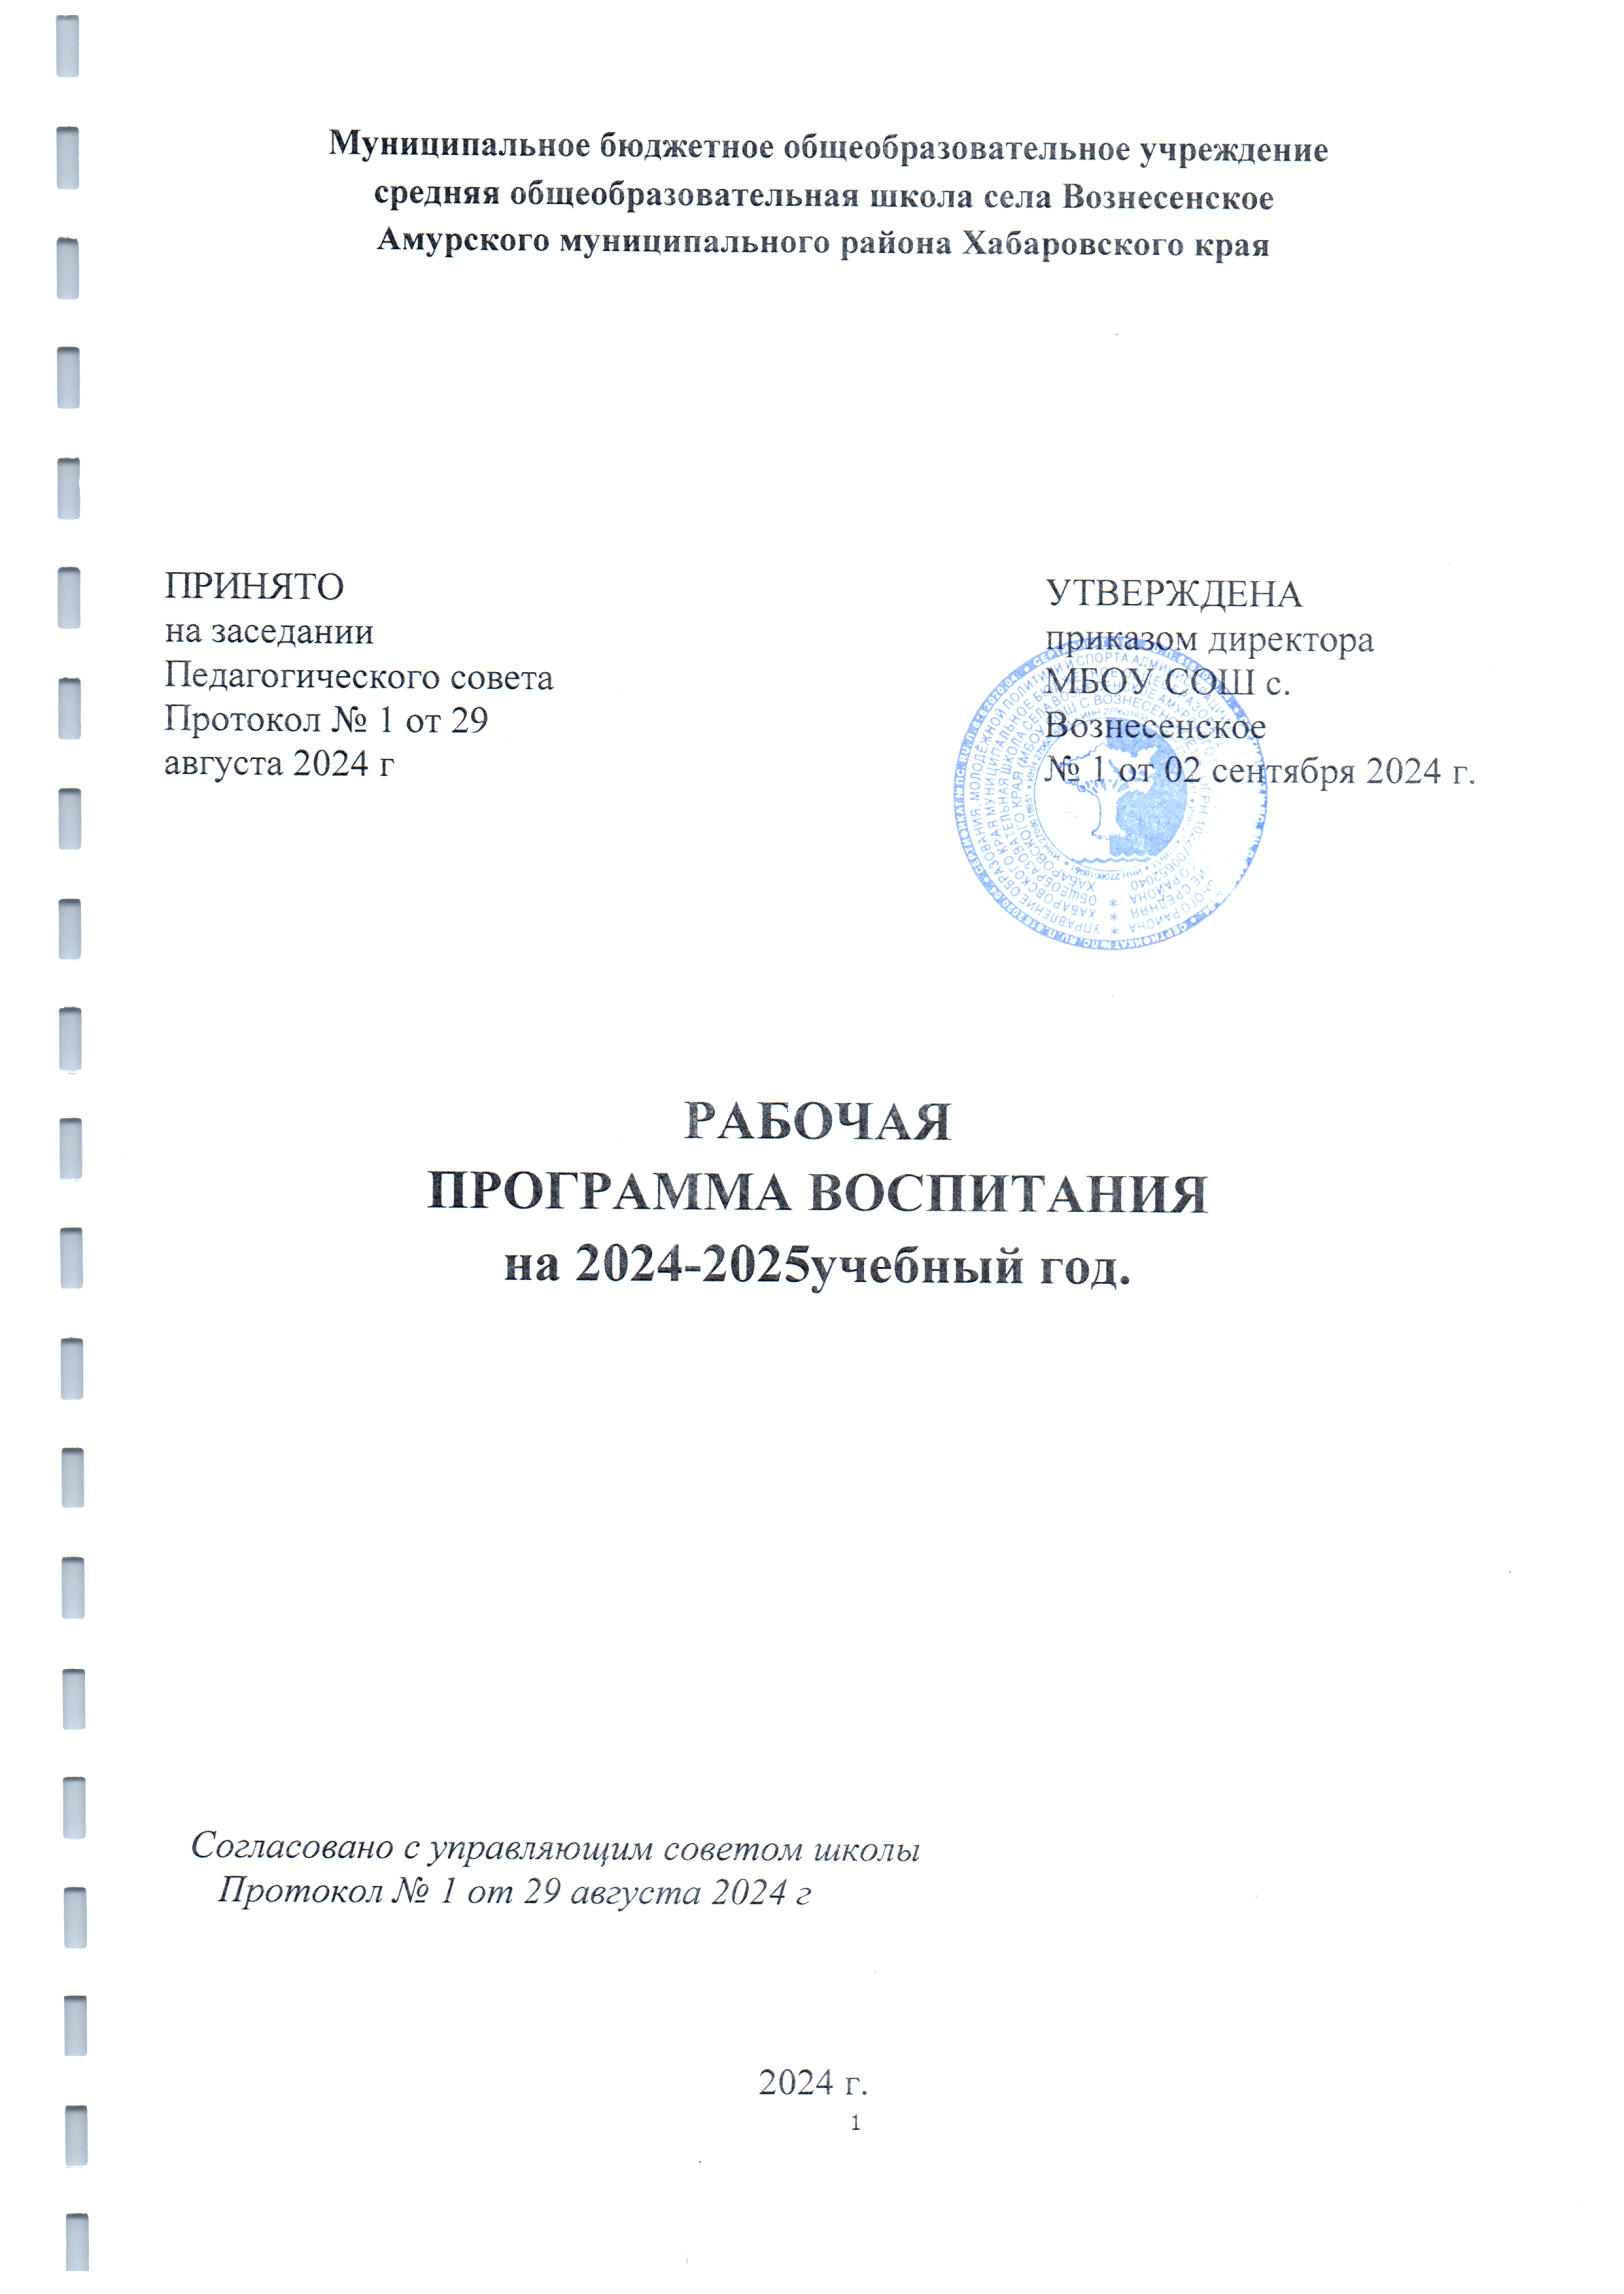 Муниципальное бюджетное общеобразовательное учреждение
средняя общеобразовательная школа села Вознесенское
Амурского муниципального района Хабаровского края
ПРИНЯТО
на заседании
Педагогического совета
Протокол № 1 от 29
августа 2024 г
УТВЕРЖДЕНА
приказом директора
МБОУ СОШ с.
Вознесенское
№ 1 от 02 сентября 2024 г.
РАБОЧАЯ
ПРОГРАММА ВОСПИТАНИЯ
на 2024-2025учебный год.
Согласовано с управляющим советом школы
Протокол № 1 от 29 августа 2024 г
2024 г.
1